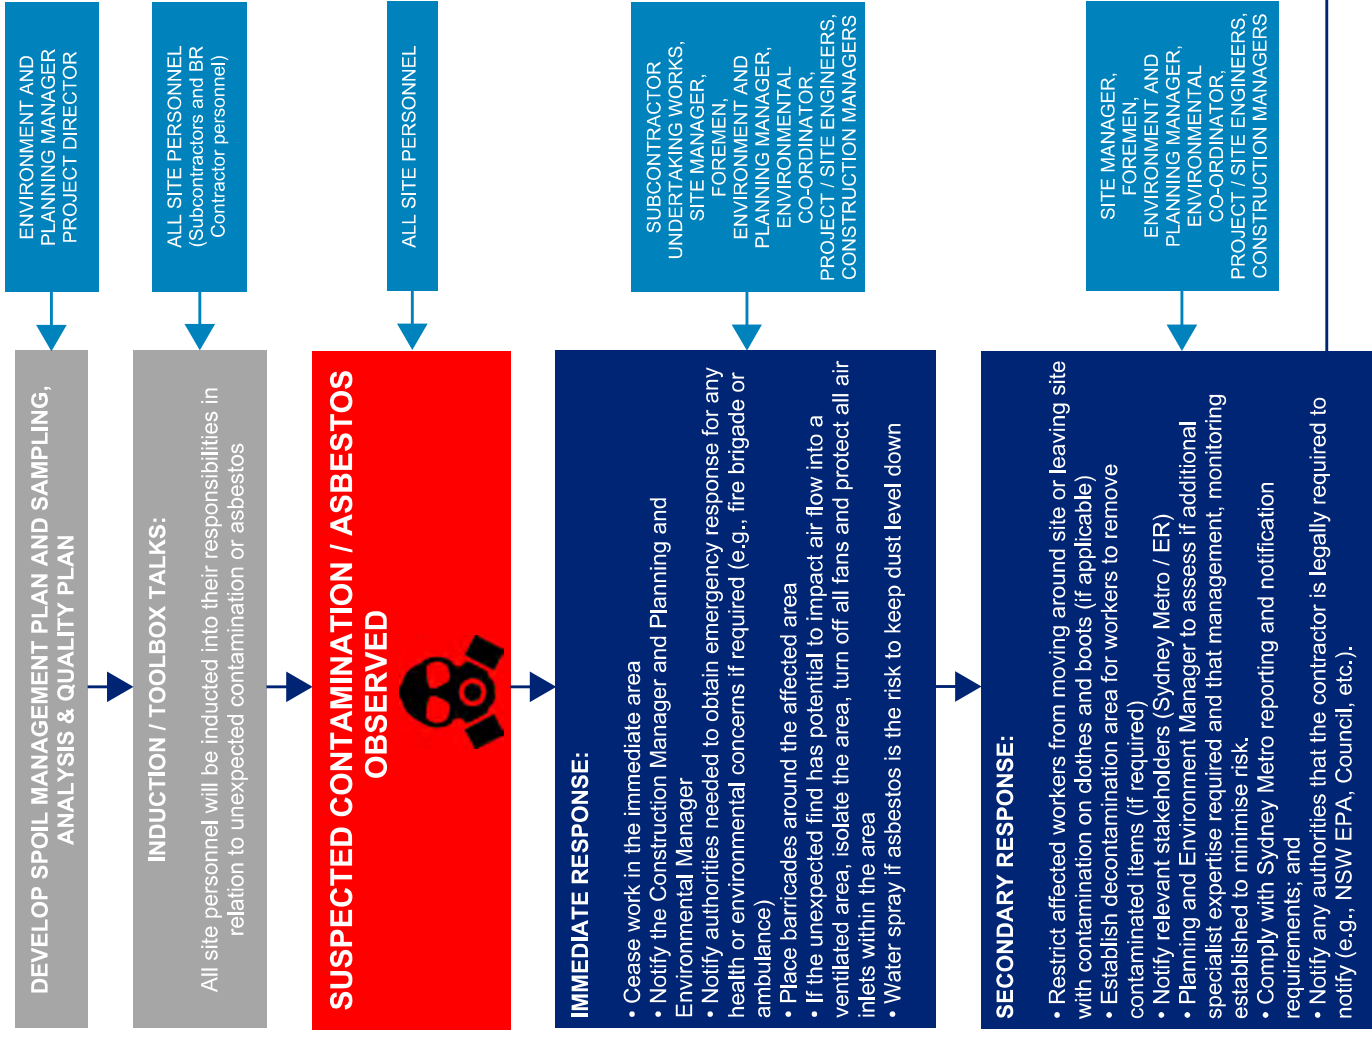 DEVELOP SPOIL MANAGEMENT PLAN AND SAMPLING,
ANALYSIS & QUALITY PLAN
ENVIRONMENT AND
PLANNING MANAGER
PROJECT DIRECTOR
INDUCTION / TOOLBOX TALKS:
All site personnel will be inducted into their responsibilities in
relation to unexpected contamination or asbestos
ALL SITE PERSONNEL
(Subcontractors and BR
Contractor personnel)
SUSPECTED CONTAMINATION / ASBESTOS
OBSERVED
ALL SITE PERSONNEL
IMMEDIATE RESPONSE:
• Cease work in the immediate area
• Notify the Construction Manager and Planning and
Environmental Manager
• Notify authorities needed to obtain emergency response for any
health or environmental concerns if required (e.g., fire brigade or
ambulance)
• Place barricades around the affected area
• If the unexpected find has potential to impact air flow into a
ventilated area, isolate the area, turn off all fans and protect all air
inlets within the area
• Water spray if asbestos is the risk to keep dust level down
SUBCONTRACTOR
UNDERTAKING WORKS,
SITE MANAGER,
FOREMEN,
ENVIRONMENT AND
PLANNING MANAGER,
ENVIRONMENTAL
CO-ORDINATOR,
PROJECT / SITE ENGINEERS,
CONSTRUCTION MANAGERS
SECONDARY RESPONSE:
• Restrict affected workers from moving around site or leaving site
with contamination on clothes and boots (if applicable)
• Establish decontamination area for workers to remove
contaminated items (if required)
• Notify relevant stakeholders (Sydney Metro / ER)
• Planning and Environment Manager to assess if additional
specialist expertise required and that management, monitoring
established to minimise risk.
• Comply with Sydney Metro reporting and notification
requirements; and
• Notify any authorities that the contractor is legally required to
notify (e.g., NSW EPA, Council, etc.).
SITE MANAGER,
FOREMEN,
ENVIRONMENT AND
PLANNING MANAGER,
ENVIRONMENTAL
CO-ORDINATOR,
PROJECT / SITE ENGINEERS,
CONSTRUCTION MANAGERS